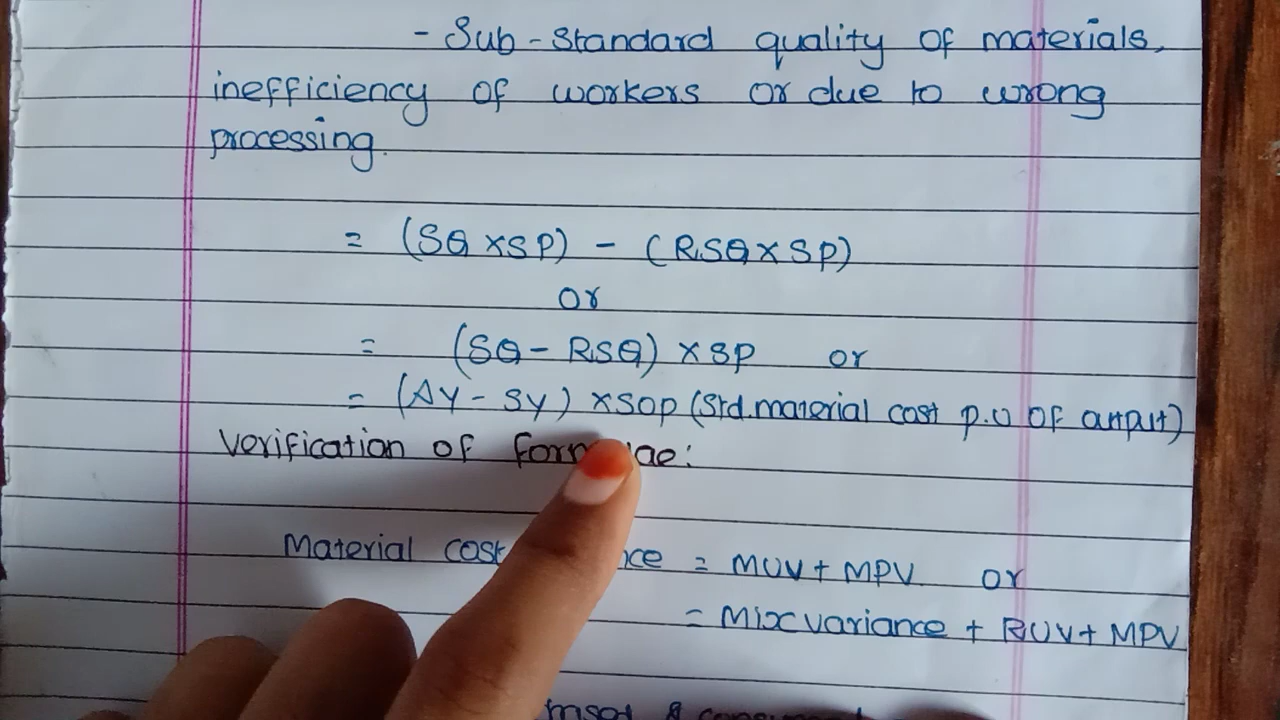 - Sub-Standard quality of materials,
inefficiency of workers or due to wrong
processing.
= (SQ x SP) - (RSQ x SP)
or
= (SQ - RSQ) x SP or
= (AY - SY) x SOP (Std. material cost p.u of output)
Verification of
Material cost = MUV + MPV or
= Mix variance + RUV + MPV